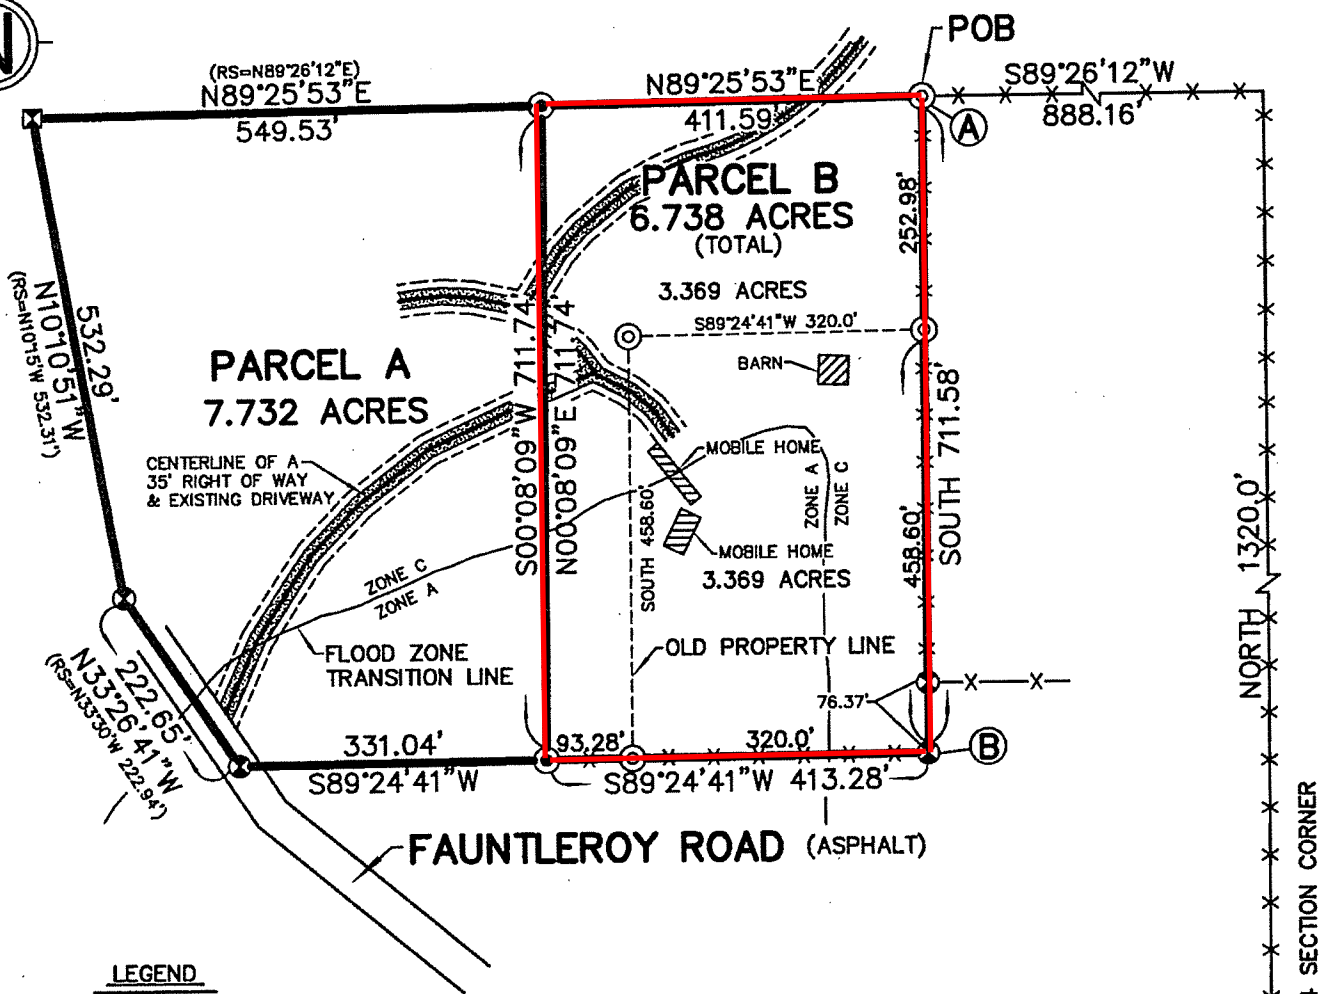 N
POB
(RS=N89°26'12"E)
N89°25'53"E
549.53'
N89°25'53"E
411.59'
S89°26'12"W
888.16'
A
PARCEL B
6.738 ACRES
(TOTAL)
3.369 ACRES
252.98'
S89°24'41"W 320.0'
BARN
532.29'
N10°10'51"W
(RS=N10°15'W 532.31')
PARCEL A
7.732 ACRES
S00°08'09"W 711.74'
N00°08'09"E 711.74'
CENTERLINE OF A
35' RIGHT OF WAY
& EXISTING DRIVEWAY
MOBILE HOME
ZONE A
ZONE C
SOUTH 458.60'
458.60'
SOUTH 711.58'
MOBILE HOME
3.369 ACRES
NORTH 1320.0'
ZONE C
ZONE A
FLOOD ZONE
TRANSITION LINE
OLD PROPERTY LINE
76.37'
222.65'
N33°26'41"W
(RS=N33°30'W 222.94')
331.04'
S89°24'41"W
93.28'
320.0'
S89°24'41"W 413.28'
B
FAUNTLEROY ROAD (ASPHALT)
SECTION CORNER
LEGEND